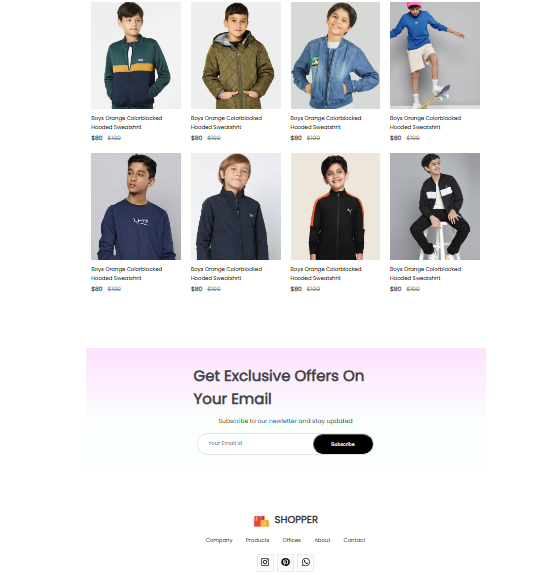 Boys Orange Colorblocked Boys Orange Colorblocked Boys Orange Colorblocked Boys Orange Colorblocked
Hooded Sweatshrit Hooded Sweatshrit Hooded Sweatshrit Hooded Sweatshrit
$80 $100 $80 $100 $80 $100 $80 $100
Boys Orange Colorblocked Boys Orange Colorblocked Boys Orange Colorblocked Boys Orange Colorblocked
Hooded Sweatshrit Hooded Sweatshrit Hooded Sweatshrit Hooded Sweatshrit
$80 $100 $80 $100 $80 $100 $80 $100
Get Exclusive Offers On
Your Email
Subscribe to our newletter and stay updated
Your Email Id Subscribe
SHOPPER
Company Products Offices About Contact